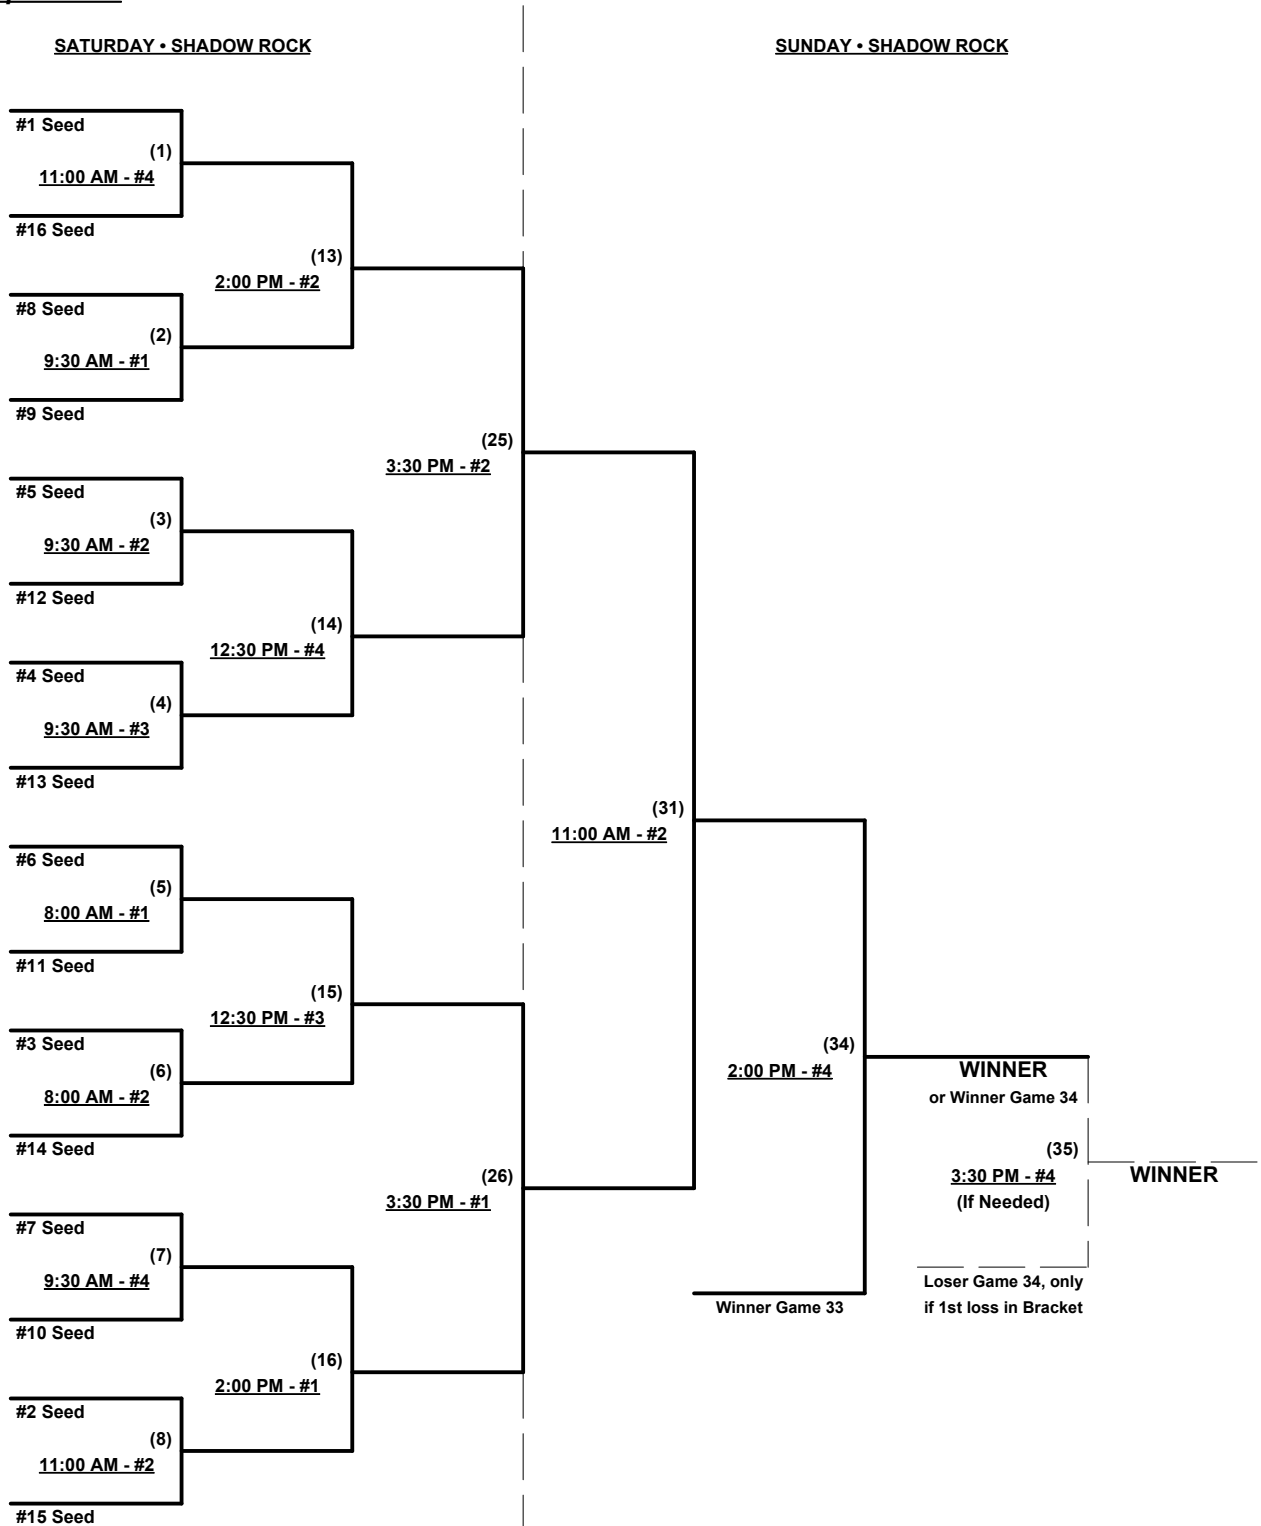 SATURDAY • SHADOW ROCK
SUNDAY • SHADOW ROCK
#1 Seed
(1)
11:00 AM - #4
#16 Seed
(13)
2:00 PM - #2
#8 Seed
(2)
9:30 AM - #1
#9 Seed
(25)
3:30 PM - #2
#5 Seed
(3)
9:30 AM - #2
#12 Seed
(14)
12:30 PM - #4
#4 Seed
(4)
9:30 AM - #3
#13 Seed
(31)
11:00 AM - #2
#6 Seed
(5)
8:00 AM - #1
#11 Seed
(15)
12:30 PM - #3
#3 Seed
(6)
8:00 AM - #2
#14 Seed
(34)
2:00 PM - #4
WINNER
or Winner Game 34
(35)
3:30 PM - #4
(If Needed)
WINNER
(26)
3:30 PM - #1
#7 Seed
(7)
9:30 AM - #4
#10 Seed
Winner Game 33
Loser Game 34, only
if 1st loss in Bracket
(16)
2:00 PM - #1
#2 Seed
(8)
11:00 AM - #2
#15 Seed